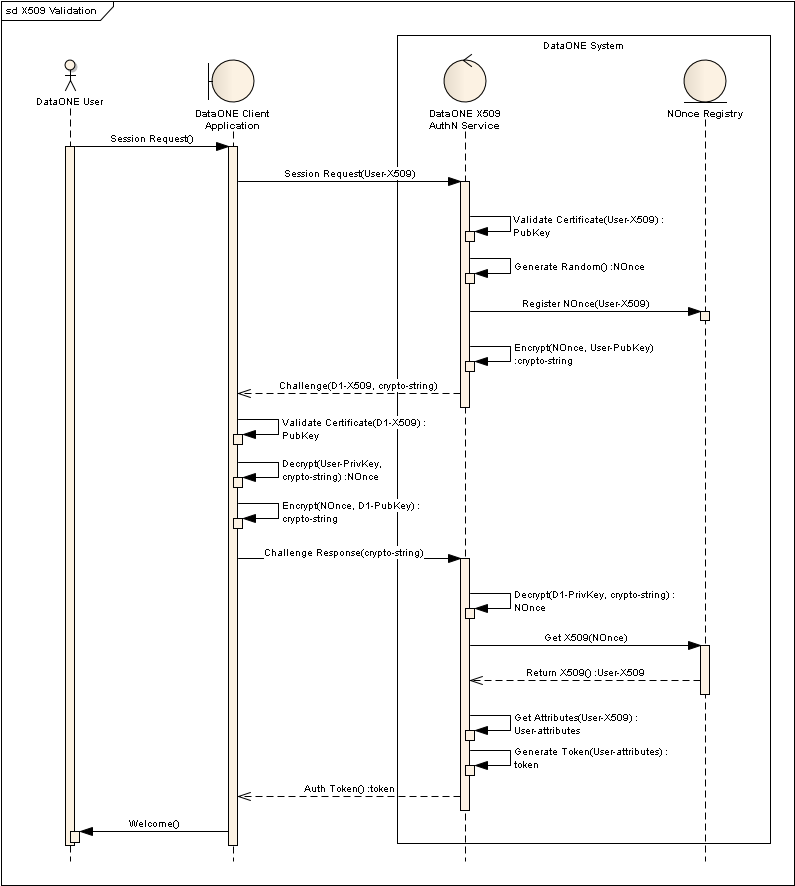 sd X509 Validation
DataONE System
DataONE User
DataONE Client
Application
DataONE X509
AuthN Service
NOnce Registry
Session Request()
Session Request(User-X509)
Validate Certificate(User-X509) :
PubKey
Generate Random() :NOnce
Register NOnce(User-X509)
Encrypt(NOnce, User-PubKey)
:crypto-string
Challenge(D1-X509, crypto-string)
Validate Certificate(D1-X509) :
PubKey
Decrypt(User-PrivKey,
crypto-string) :NOnce
Encrypt(NOnce, D1-PubKey) :
crypto-string
Challenge Response(crypto-string)
Decrypt(D1-PrivKey, crypto-string) :
NOnce
Get X509(NOnce)
Return X509() :User-X509
Get Attributes(User-X509) :
User-attributes
Generate Token(User-attributes) :
token
Auth Token() :token
Welcome()